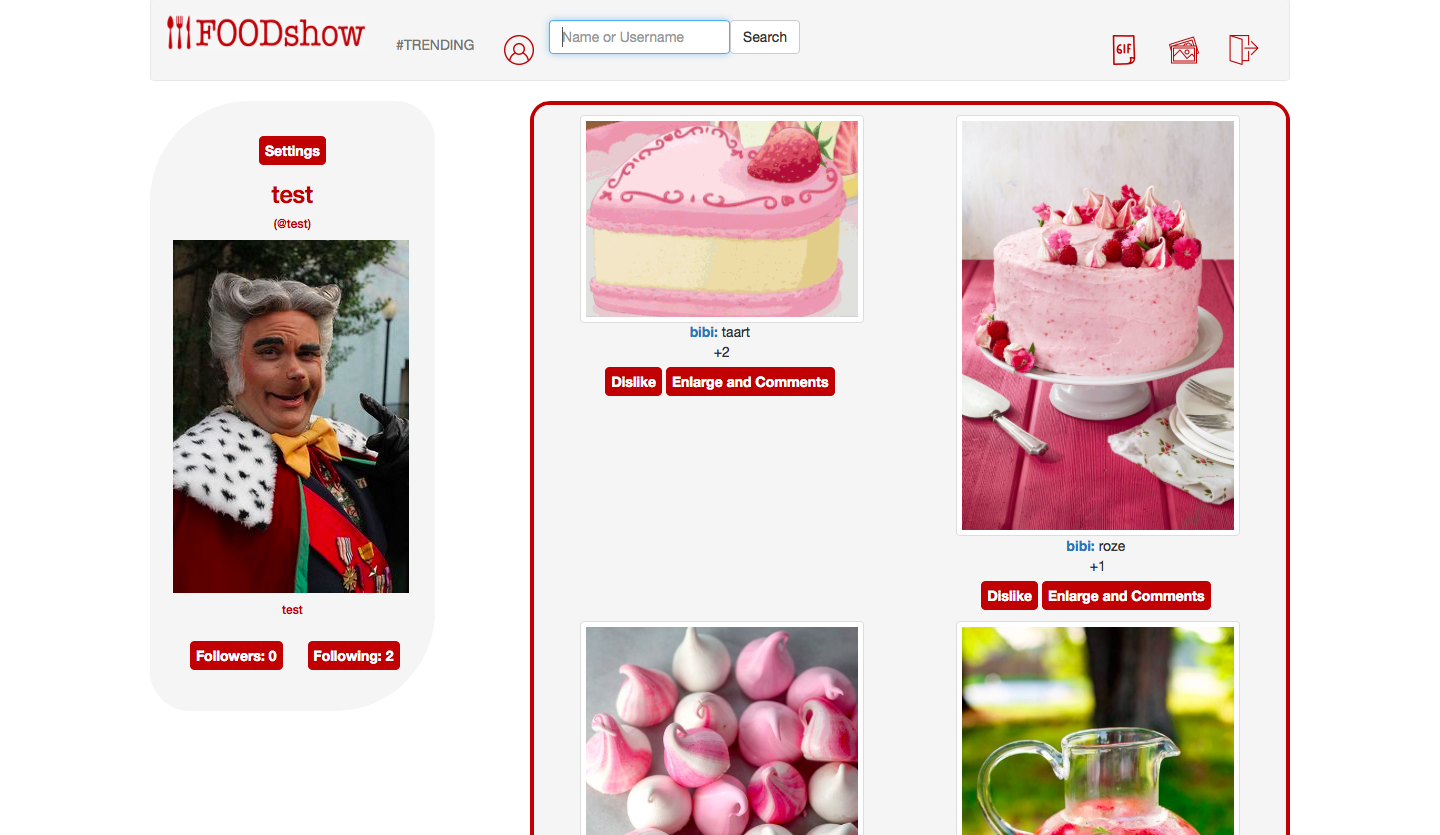 FOODshow
#TRENDING
Name or Username
Search
GIF
Settings
test
(@test)
test
Followers: 0
Following: 2
bibi: taart
+2
Dislike
Enlarge and Comments
bibi: roze
+1
Dislike
Enlarge and Comments